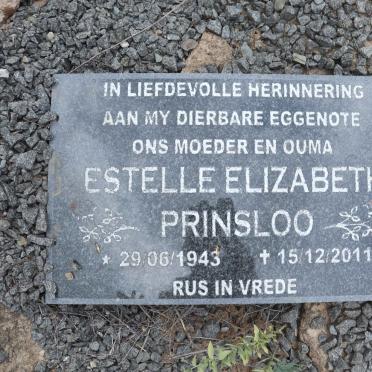 IN LIEFDEVOLLE HERINNERING
AAN MY DIERBARE EGGENOTE
ONS MOEDER EN OUMA
ESTELLE ELIZABETH
PRINSLOO
* 29/06/1943 ✝ 15/12/2011
RUS IN VREDE